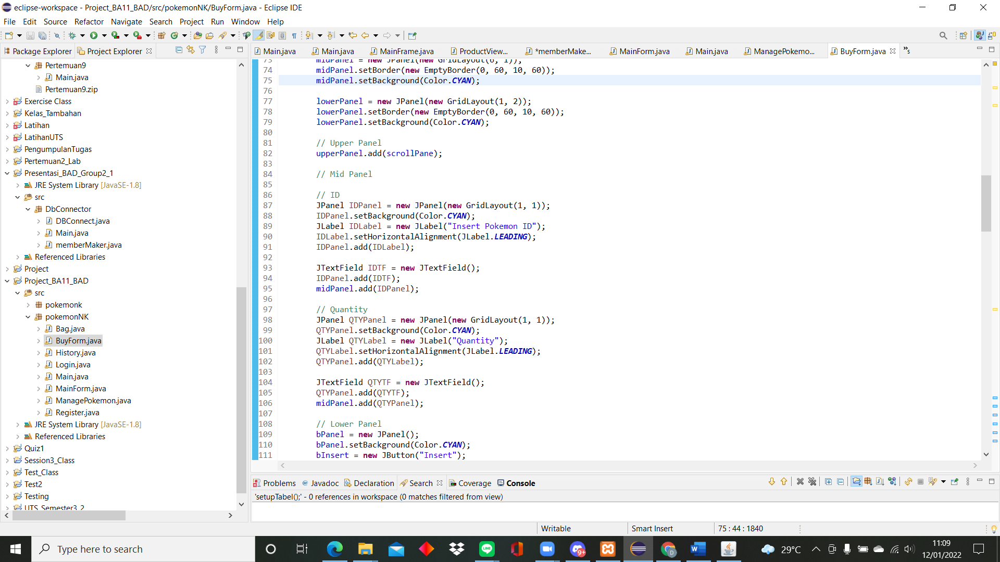 eclipse-workspace - Project_BA11_BAD/src/pokemonNK/BuyForm.java - Eclipse IDE
File Edit Source Refactor Navigate Search Project Run Window Help
Package Explorer Project Explorer
Main.java Main.java MainFrame.java ProductView... *memberMake... MainForm.java Main.java ManagePokemo... BuyForm.java »5
Pertemuan9
Main.java
Pertemuan9.zip
Exercise Class
Kelas_Tambahan
Latihan
LatihanUTS
PengumpulanTugas
Pertemuan2_Lab
Presentasi_BAD_Group2_1
JRE System Library [JavaSE-1.8]
src
DbConnector
DBConnect.java
Main.java
memberMaker.java
Referenced Libraries
Project
Project_BA11_BAD
src
pokemonk
pokemonNK
Bag.java
BuyForm.java
History.java
Login.java
Main.java
MainForm.java
ManagePokemon.java
Register.java
JRE System Library [JavaSE-1.8]
Referenced Libraries
Quiz1
Session3_Class
Test_Class
Test2
Testing
UTS_Semester3_2
73 midPanel = new JPanel(new GridLayout(6, 1));
74 midPanel.setBorder(new EmptyBorder(0, 60, 10, 60));
75 midPanel.setBackground(Color.CYAN);
76
77 lowerPanel = new JPanel(new GridLayout(1, 2));
78 lowerPanel.setBorder(new EmptyBorder(0, 60, 10, 60));
79 lowerPanel.setBackground(Color.CYAN);
80
81 // Upper Panel
82 upperPanel.add(scrollPane);
83
84 // Mid Panel
85
86 // ID
87 JPanel IDPanel = new JPanel(new GridLayout(1, 1));
88 IDPanel.setBackground(Color.CYAN);
89 JLabel IDLabel = new JLabel("Insert Pokemon ID");
90 IDLabel.setHorizontalAlignment(JLabel.LEADING);
91 IDPanel.add(IDLabel);
92
93 JTextField IDTF = new JTextField();
94 IDPanel.add(IDTF);
95 midPanel.add(IDPanel);
96
97 // Quantity
98 JPanel QTYPanel = new JPanel(new GridLayout(1, 1));
99 QTYPanel.setBackground(Color.CYAN);
100 JLabel QTYLabel = new JLabel("Quantity");
101 QTYLabel.setHorizontalAlignment(JLabel.LEADING);
102 QTYPanel.add(QTYLabel);
103
104 JTextField QTYTF = new JTextField();
105 QTYPanel.add(QTYTF);
106 midPanel.add(QTYPanel);
107
108 // Lower Panel
109 bPanel = new JPanel();
110 bPanel.setBackground(Color.CYAN);
111 bInsert = new JButton("Insert");
Problems @ Javadoc Declaration Search Coverage Console
'setupTabel();' - 0 references in workspace (0 matches filtered from view)
Writable Smart Insert 75 : 44 : 1840
Type here to search
LINE
9+
D
W
29°C
11:09
12/01/2022